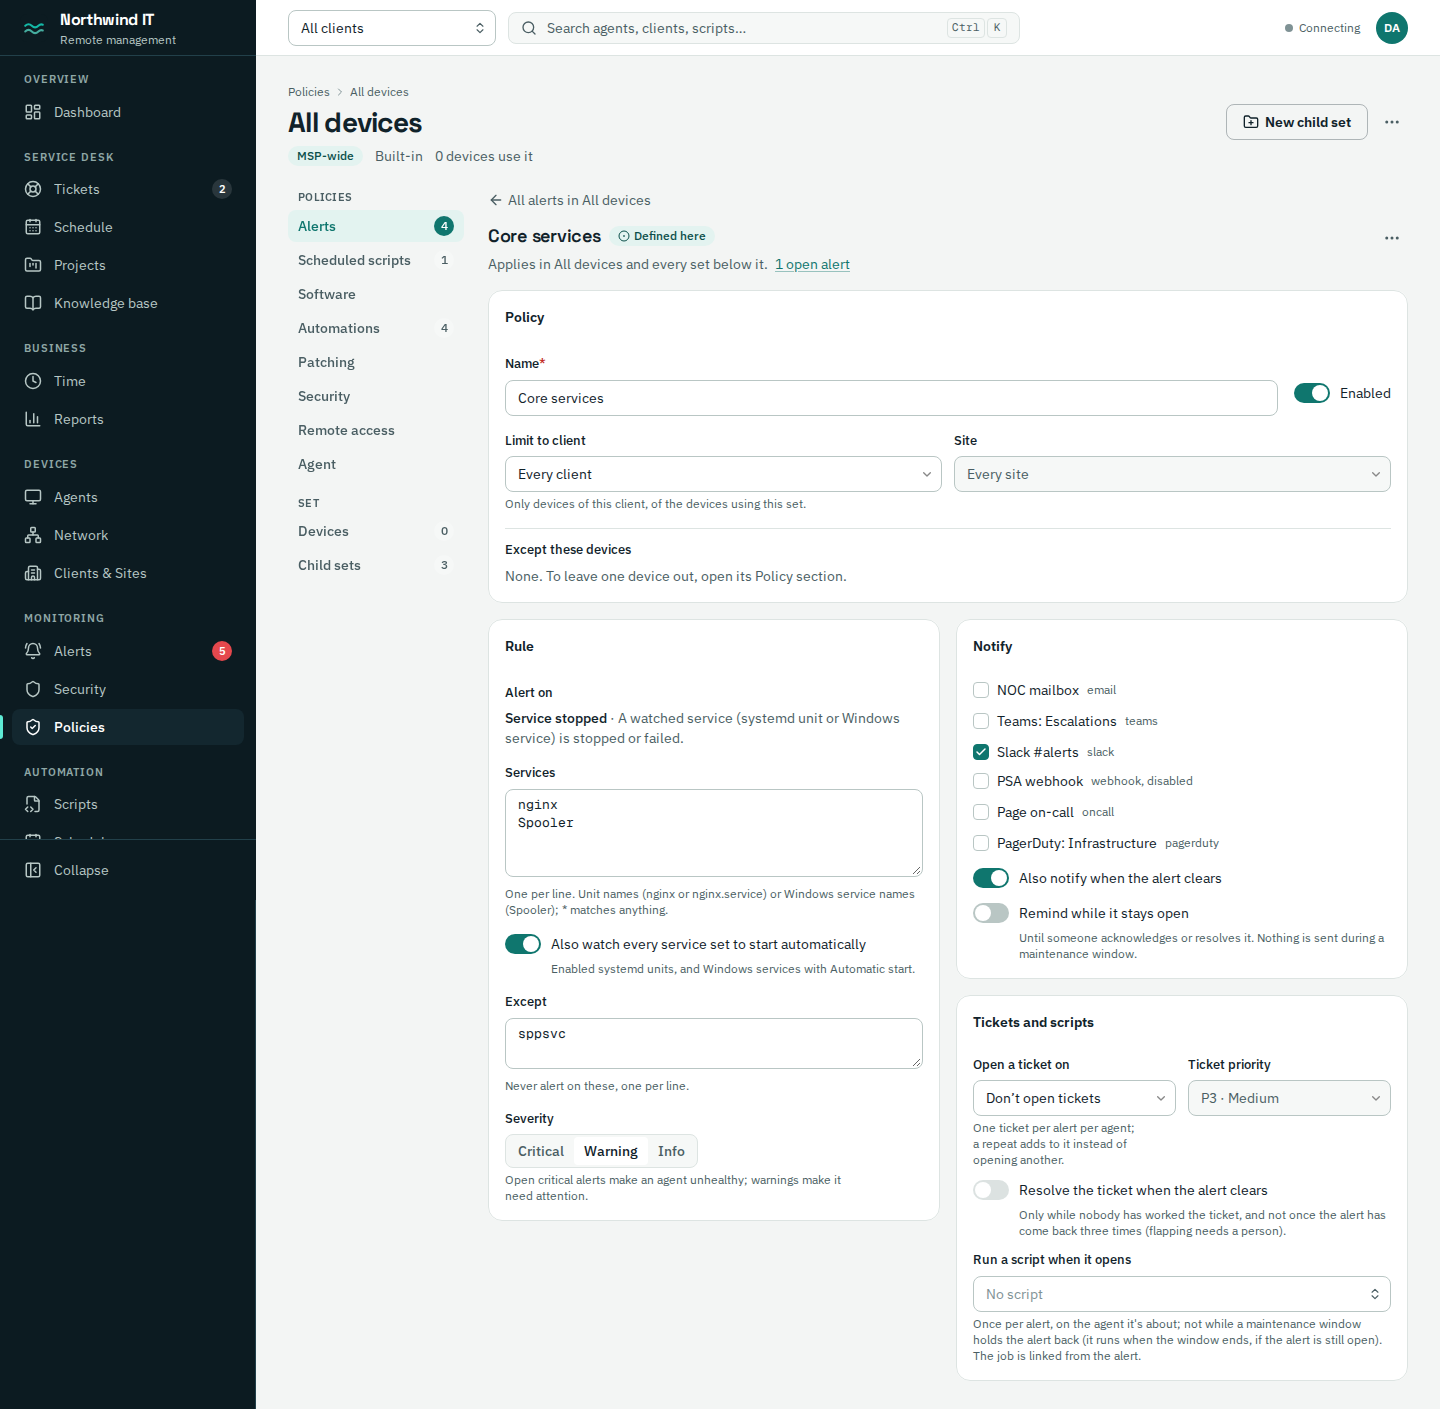 Northwind IT
Remote management
OVERVIEW
Dashboard
SERVICE DESK
Tickets 2
Schedule
Projects
Knowledge base
BUSINESS
Time
Reports
DEVICES
Agents
Network
Clients & Sites
MONITORING
Alerts 5
Security
Policies
AUTOMATION
Scripts
Collapse
All clients
Search agents, clients, scripts... Ctrl K
Connecting
DA
Policies > All devices
All devices
MSP-wide Built-in 0 devices use it
New child set
POLICIES
Alerts 4
Scheduled scripts 1
Software
Automations 4
Patching
Security
Remote access
Agent
SET
Devices 0
Child sets 3
All alerts in All devices
Core services Defined here
Applies in All devices and every set below it. 1 open alert
Policy
Name*
Core services
Enabled
Limit to client
Every client
Site
Every site
Only devices of this client, of the devices using this set.
Except these devices
None. To leave one device out, open its Policy section.
Rule
Alert on
Service stopped · A watched service (systemd unit or Windows
service) is stopped or failed.
Services
nginx
Spooler
One per line. Unit names (nginx or nginx.service) or Windows service names
(Spooler); * matches anything.
Also watch every service set to start automatically
Enabled systemd units, and Windows services with Automatic start.
Except
sppsvc
Never alert on these, one per line.
Severity
Critical Warning Info
Open critical alerts make an agent unhealthy; warnings make it
need attention.
Notify
NOC mailbox email
Teams: Escalations teams
Slack #alerts slack
PSA webhook webhook, disabled
Page on-call oncall
PagerDuty: Infrastructure pagerduty
Also notify when the alert clears
Remind while it stays open
Until someone acknowledges or resolves it. Nothing is sent during a
maintenance window.
Tickets and scripts
Open a ticket on
Don't open tickets
One ticket per alert per agent;
a repeat adds to it instead of
opening another.
Ticket priority
P3 · Medium
Resolve the ticket when the alert clears
Only while nobody has worked the ticket, and not once the alert has
come back three times (flapping needs a person).
Run a script when it opens
No script
Once per alert, on the agent it's about; not while a maintenance window
holds the alert back (it runs when the window ends, if the alert is still open).
The job is linked from the alert.